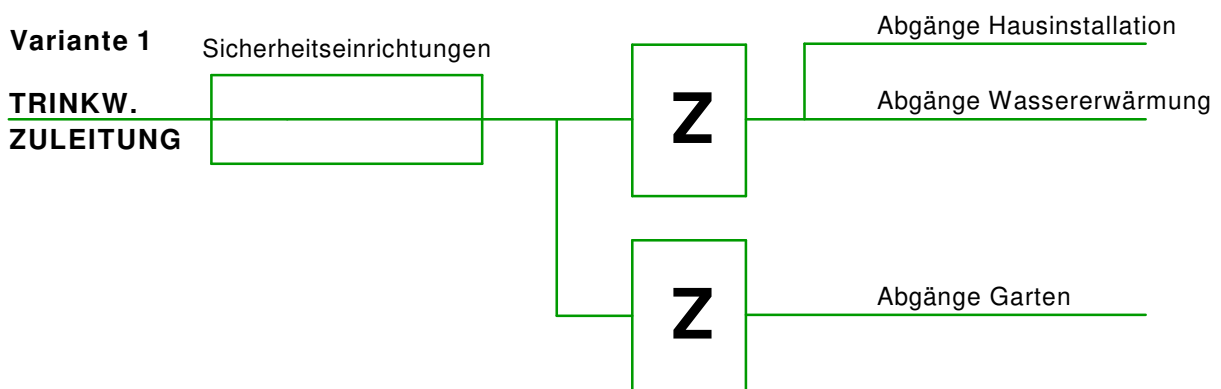 Variante 1
Sicherheitseinrichtungen
Abgänge Hausinstallation
TRINKW.
ZULEITUNG
Z
Abgänge Wassererwärmung
Z
Abgänge Garten